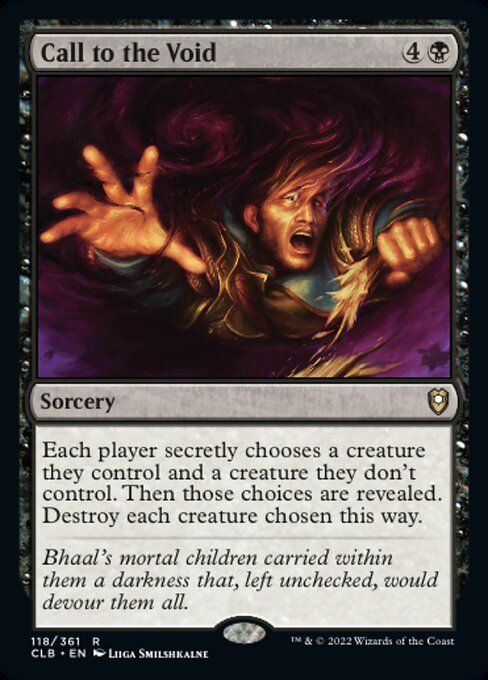 Call to the Void 4
Sorcery
Each player secretly chooses a creature
they control and a creature they don't
control. Then those choices are revealed.
Destroy each creature chosen this way.
Bhaal's mortal children carried within
them a darkness that, left unchecked, would
devour them all.
118/361 R
CLB • EN Liiga Smilshkalne
™ & © 2022 Wizards of the Coast